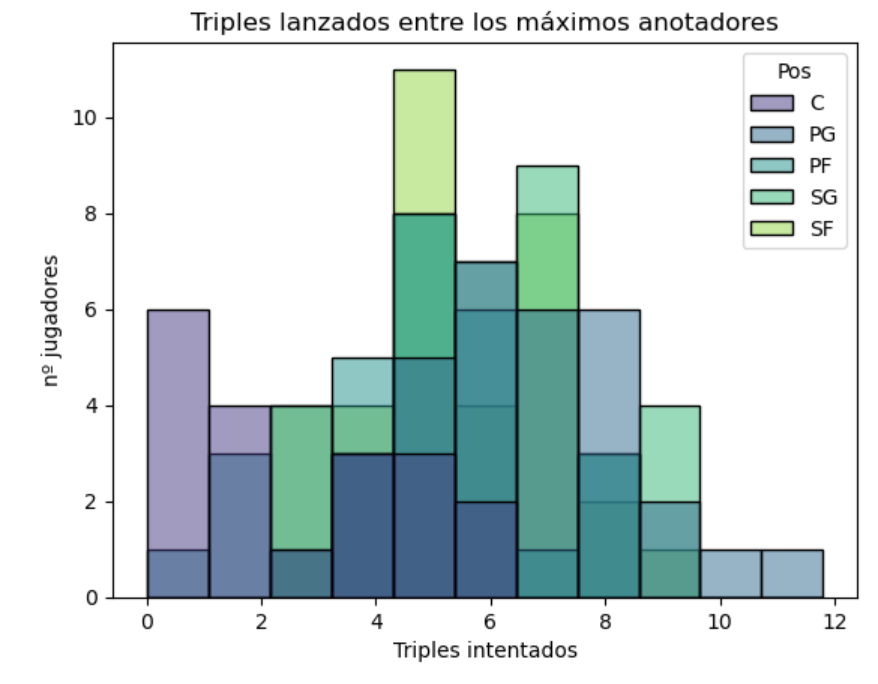 Triples lanzados entre los máximos anotadores
Pos
C
PG
PF
SG
SF
nº jugadores
10
8
6
4
2
0
0 2 4 6 8 10 12
Triples intentados